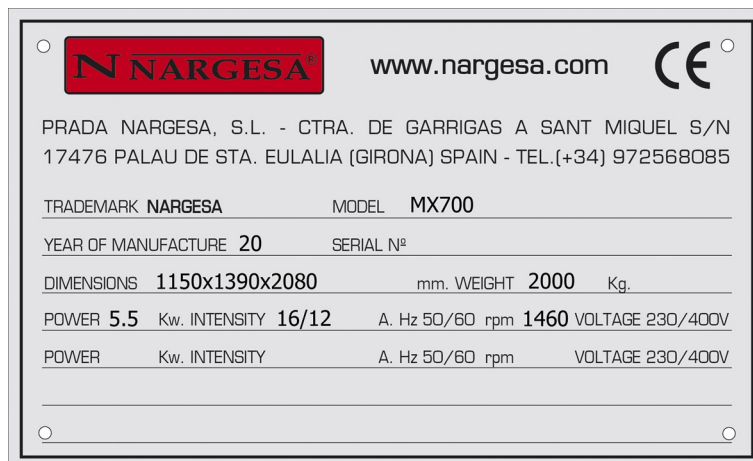 N NARGESA® www.nargesa.com CE
PRADA NARGESA, S.L. - CTRA. DE GARRIGAS A SANT MIQUEL S/N
17476 PALAU DE STA. EULALIA (GIRONA) SPAIN - TEL.(+34) 972568085
TRADEMARK NARGESA MODEL MX700
YEAR OF MANUFACTURE 20 SERIAL Nº
DIMENSIONS 1150x1390x2080 mm. WEIGHT 2000 Kg.
POWER 5.5 Kw. INTENSITY 16/12 A. Hz 50/60 rpm 1460 VOLTAGE 230/400V
POWER Kw. INTENSITY A. Hz 50/60 rpm VOLTAGE 230/400V